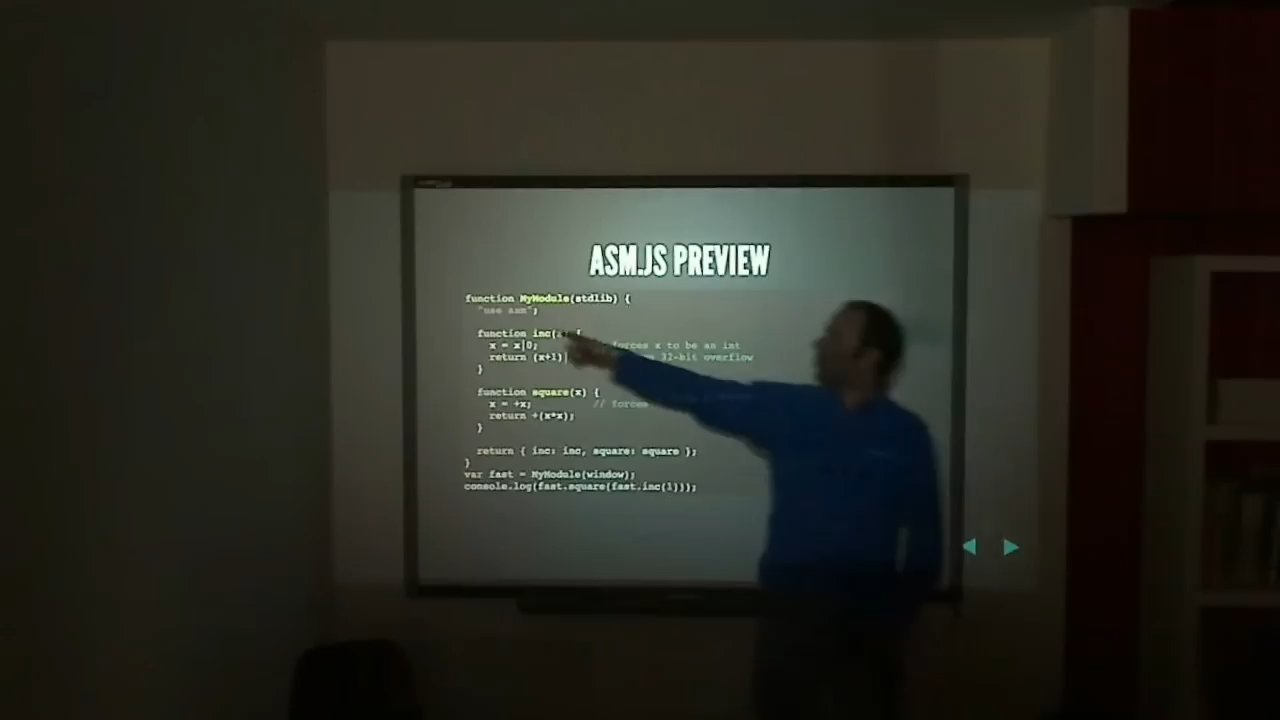 ASM.JS PREVIEW
function MyModule(stdlib) {
"use asm";
function inc(
x = x|0; forces x to be an int
return (x+1)| 32-bit overflow
}
function square(x) {
x = +x; // forces
return +(x*x);
}
return { inc: inc, square: square };
}
var fast = MyModule(window);
console.log(fast.square(fast.inc(1)));